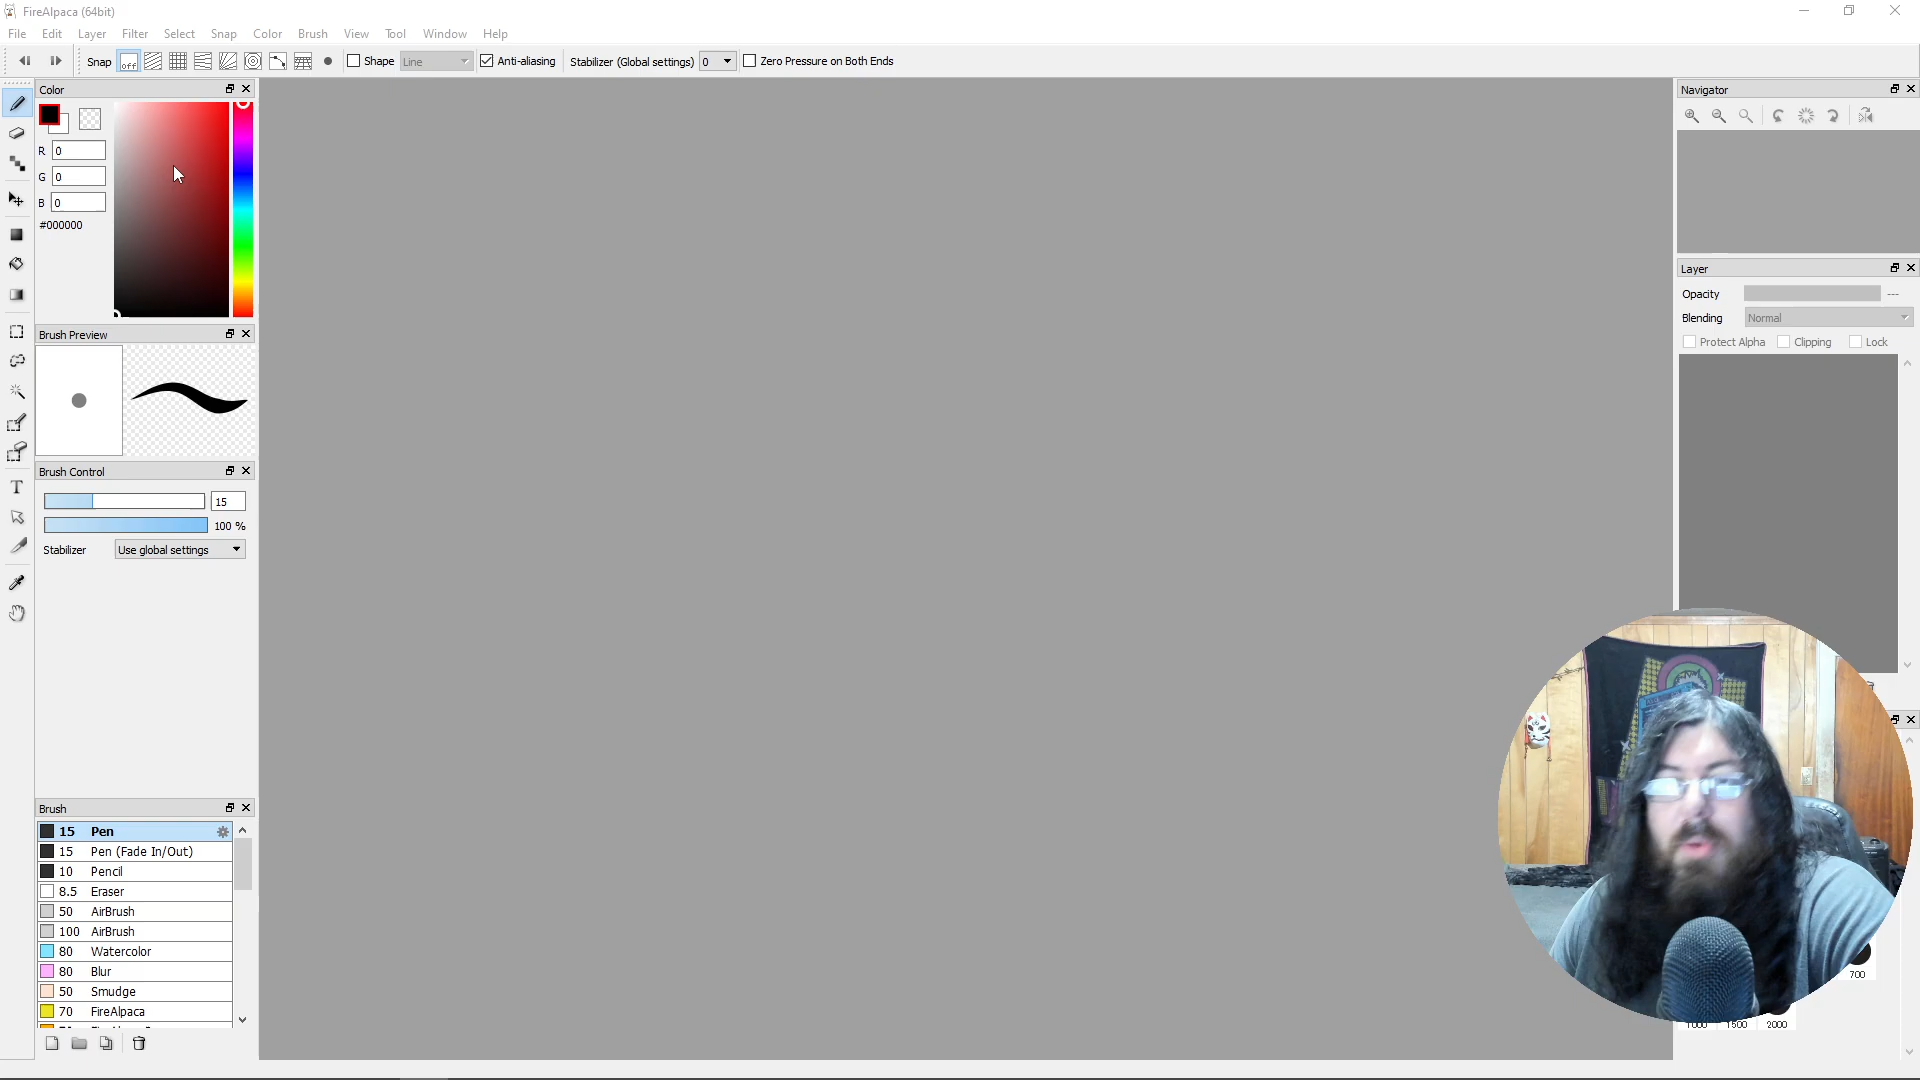 FireAlpaca (64bit)
File Edit Layer Filter Select Snap Color Brush View Tool Window Help
Snap off Shape Line Anti-aliasing Stabilizer (Global settings) 0 Zero Pressure on Both Ends
Color
R 0
G 0
B 0
#000000
Brush Preview
Brush Control
15
100 %
Stabilizer Use global settings
Brush
15 Pen
15 Pen (Fade In/Out)
10 Pencil
8.5 Eraser
50 AirBrush
100 AirBrush
80 Watercolor
80 Blur
50 Smudge
70 FireAlpaca
Navigator
Layer
Opacity ---
Blending Normal
Protect Alpha Clipping Lock
700
1000 1500 2000